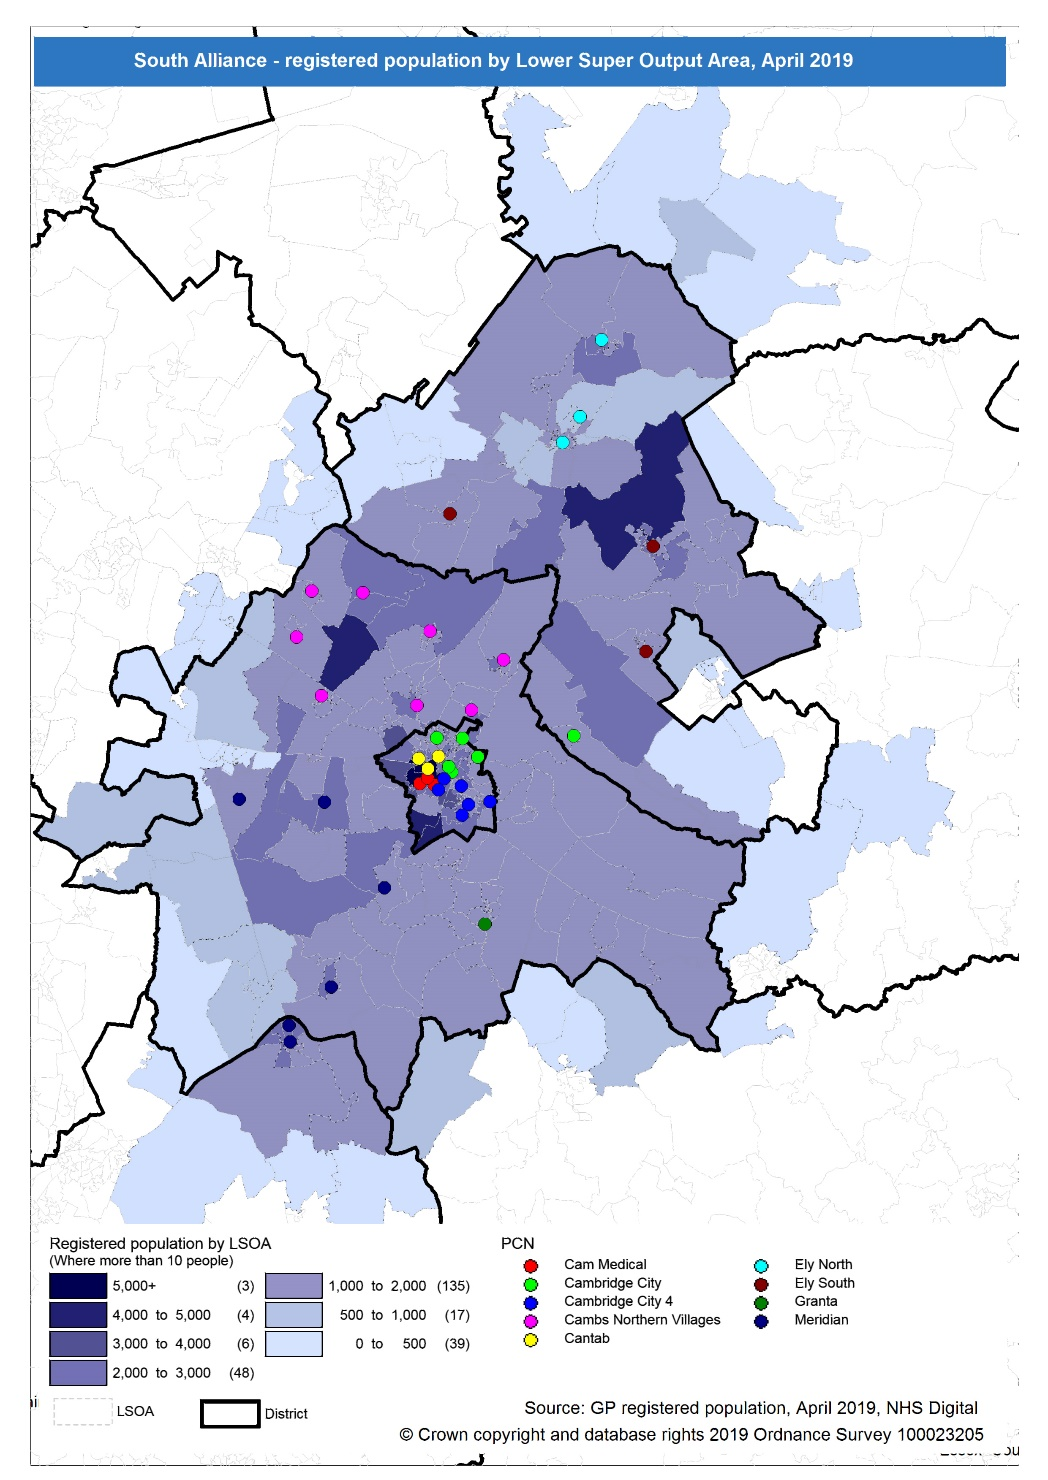 South Alliance - registered population by Lower Super Output Area, April 2019
Registered population by LSOA
(Where more than 10 people)
5,000+ (3)
4,000 to 5,000 (4)
3,000 to 4,000 (6)
2,000 to 3,000 (48)
1,000 to 2,000 (135)
500 to 1,000 (17)
0 to 500 (39)
LSOA
District
PCN
Cam Medical
Cambridge City
Cambridge City 4
Cambs Northern Villages
Cantab
Ely North
Ely South
Granta
Meridian
Source: GP registered population, April 2019, NHS Digital
© Crown copyright and database rights 2019 Ordnance Survey 100023205